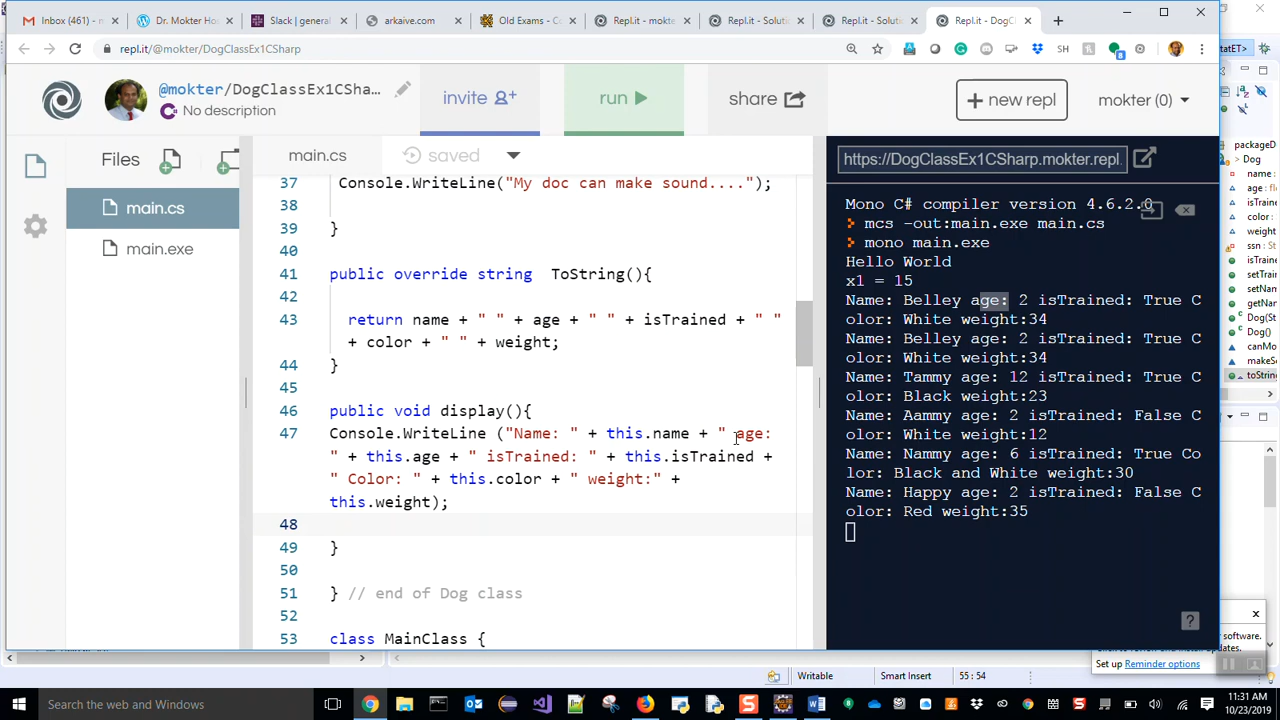 Inbox (461) - m
Dr. Mokter Ho
Slack | general
arkaive.com
Old Exams - C
Repl.it - mokte
Repl.it - Soluti
Repl.it - Solutio
Repl.it - DogCl
repl.it/@mokter/DogClassEx1CSharp
SH
8
@mokter/DogClassEx1CSha...
No description
invite
run
share
+ new repl
mokter (0)
Files
main.cs
main.exe
main.cs
saved
37 Console.WriteLine("My doc can make sound....");
38
39 }
40
41 public override string  ToString(){
42
43 return name + " " + age + " " + isTrained + " "
+ color + " " + weight;
44 }
45
46 public void display(){
47 Console.WriteLine ("Name: " + this.name + " age:
" + this.age + " isTrained: " + this.isTrained +
" Color: " + this.color + " weight:" +
this.weight);
48
49 }
50
51 } // end of Dog class
52
53 class MainClass {
https://DogClassEx1CSharp.mokter.repl.
Mono C# compiler version 4.6.2.0
mcs -out:main.exe main.cs
mono main.exe
Hello World
x1 = 15
Name: Belley age: 2 isTrained: True C
olor: White weight:34
Name: Belley age: 2 isTrained: True C
olor: White weight:34
Name: Tammy age: 12 isTrained: True C
olor: Black weight:23
Name: Aammy age: 2 isTrained: False C
olor: White weight:12
Name: Nammy age: 6 isTrained: True Co
lor: Black and White weight:30
Name: Happy age: 2 isTrained: False C
olor: Red weight:35
?
packageD
Dog
name :
age : fl
isTraine
color :
weight
ssn : St
isTraine
setTrai
setNam
getNar
Dog(St
Dog()
canMo
makeS
toStrin
software.
Set up Reminder options
Writable
Smart Insert
55 : 54
Search the web and Windows
11:31 AM
10/23/2019